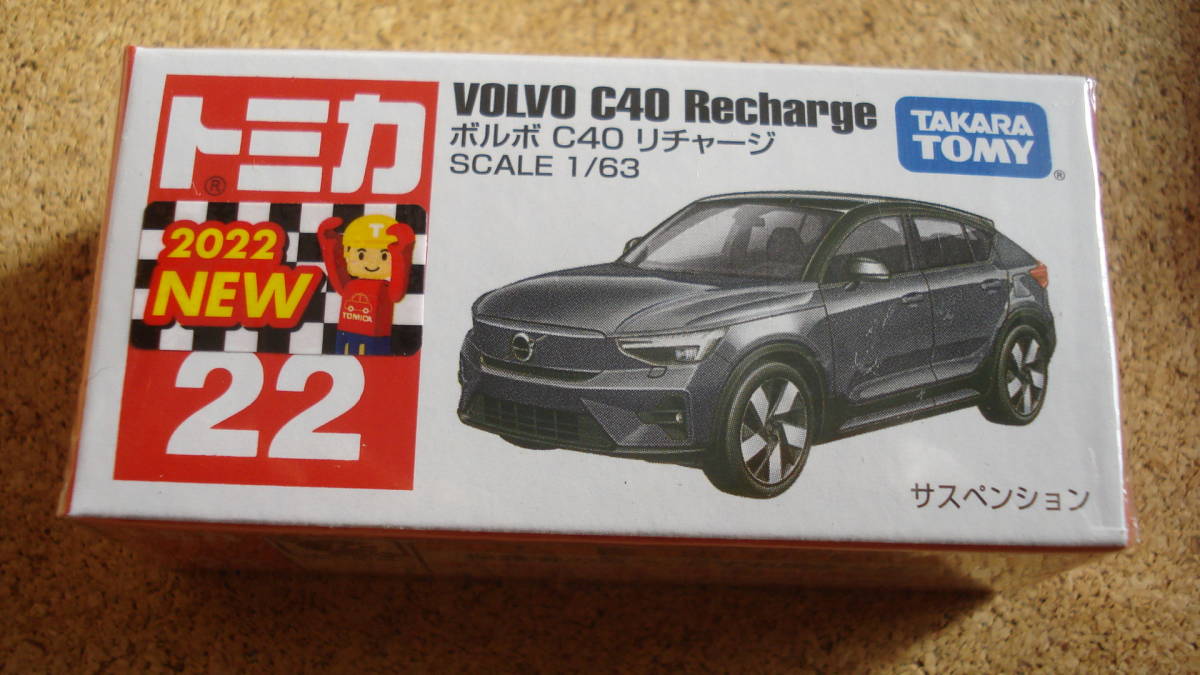 トミカ
®
2022
NEW
T
TOMICA
22
VOLVO C40 Recharge
ボルボ C40 リチャージ
SCALE 1/63
TAKARA
TOMY
®
サスペンション